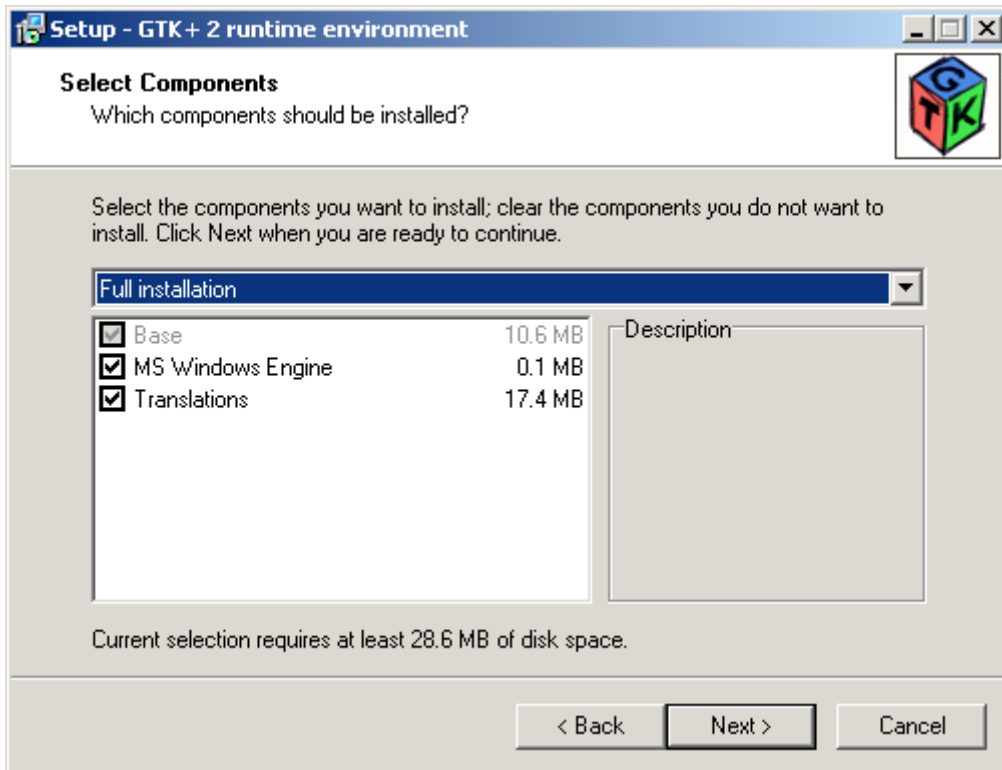 Setup - GTK+ 2 runtime environment
Select Components
Which components should be installed?
G
T K
Select the components you want to install; clear the components you do not want to
install. Click Next when you are ready to continue.
Full installation
Base 10.6 MB
MS Windows Engine 0.1 MB
Translations 17.4 MB
Description
Current selection requires at least 28.6 MB of disk space.
< Back Next > Cancel